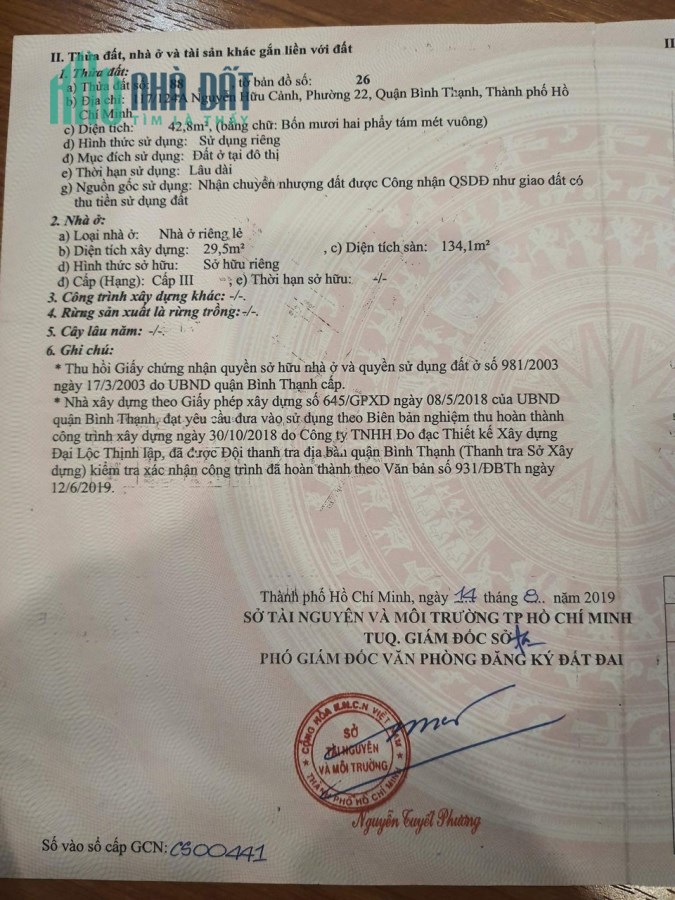 II. Thửa đất, nhà ở và tài sản khác gắn liền với đất
II
1. Thửa đất:
a) Thửa đất số: 88 tờ bản đồ số: 26
NHÀ ĐẤT
TÌM LÀ THẤY
b) Địa chỉ: 117/124A Nguyễn Hữu Cảnh, Phường 22, Quận Bình Thạnh, Thành phố Hồ
Chí Minh
c) Diện tích: 42,8m², (bằng chữ: Bốn mươi hai phẩy tám mét vuông)
d) Hình thức sử dụng: Sử dụng riêng
đ) Mục đích sử dụng: Đất ở tại đô thị
e) Thời hạn sử dụng: Lâu dài
g) Nguồn gốc sử dụng: Nhận chuyển nhượng đất được Công nhận QSDĐ như giao đất có
thu tiền sử dụng đất
2. Nhà ở:
a) Loại nhà ở: Nhà ở riêng lẻ
b) Diện tích xây dựng: 29,5m² , c) Diện tích sàn: 134,1m²
d) Hình thức sở hữu: Sở hữu riêng
đ) Cấp (Hạng): Cấp III ; e) Thời hạn sở hữu: -/-
3. Công trình xây dựng khác: -/-.
4. Rừng sản xuất là rừng trồng:-/-.
5. Cây lâu năm: -/-.
6. Ghi chú:
* Thu hồi Giấy chứng nhận quyền sở hữu nhà ở và quyền sử dụng đất ở số 981/2003
ngày 17/3/2003 do UBND quận Bình Thạnh cấp.
* Nhà xây dựng theo Giấy phép xây dựng số 645/GPXD ngày 08/5/2018 của UBND
quận Bình Thạnh, đạt yêu cầu đưa vào sử dụng theo Biên bản nghiệm thu hoàn thành
công trình xây dựng ngày 30/10/2018 do Công ty TNHH Đo đạc Thiết kế Xây dựng
Đại Lộc Thịnh lập, đã được Đội thanh tra địa bàn quận Bình Thạnh (Thanh tra Sở Xây
dựng) kiểm tra xác nhận công trình đã hoàn thành theo Văn bản số 931/ĐBTh ngày
12/6/2019.
Thành phố Hồ Chí Minh, ngày 14 tháng 8.. năm 2019
SỞ TÀI NGUYÊN VÀ MÔI TRƯỜNG TP HỒ CHÍ MINH
TUQ. GIÁM ĐỐC SỞ
PHÓ GIÁM ĐỐC VĂN PHÒNG ĐĂNG KÝ ĐẤT ĐAI
CỘNG HÒA X.H.C.N VIỆT NAM
SỞ
TÀI NGUYÊN
VÀ MÔI TRƯỜNG
THÀNH PHỐ HỒ CHÍ MINH
Nguyễn Tuyết Phương
Số vào sổ cấp GCN: CS00441